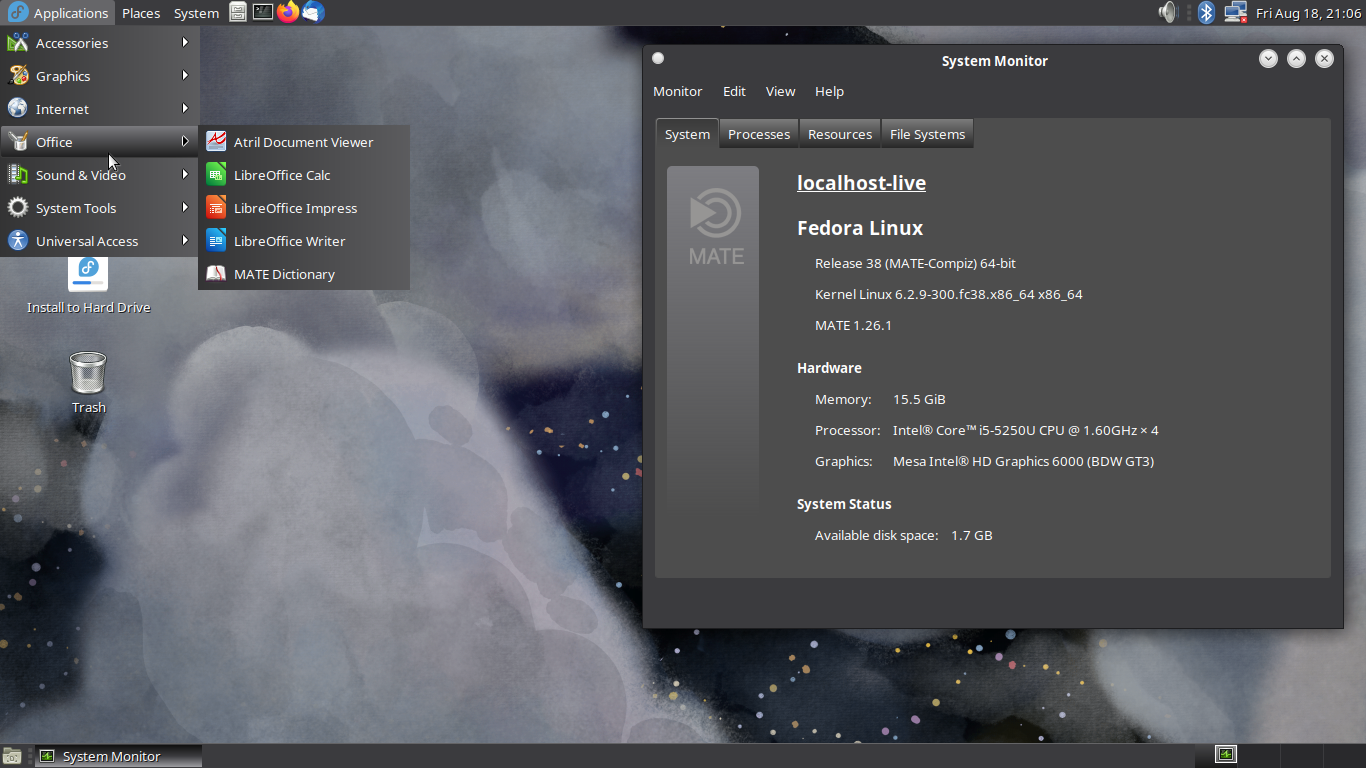 Applications Places System Fri Aug 18, 21:06
Accessories
Graphics
Internet
Office
Sound & Video
System Tools
Universal Access
Atril Document Viewer
LibreOffice Calc
LibreOffice Impress
LibreOffice Writer
MATE Dictionary
Install to Hard Drive
Trash
System Monitor
Monitor Edit View Help
System Processes Resources File Systems
MATE
localhost-live
Fedora Linux
Release 38 (MATE-Compiz) 64-bit
Kernel Linux 6.2.9-300.fc38.x86_64 x86_64
MATE 1.26.1
Hardware
Memory: 15.5 GiB
Processor: Intel® Core™ i5-5250U CPU @ 1.60GHz × 4
Graphics: Mesa Intel® HD Graphics 6000 (BDW GT3)
System Status
Available disk space: 1.7 GB
System Monitor